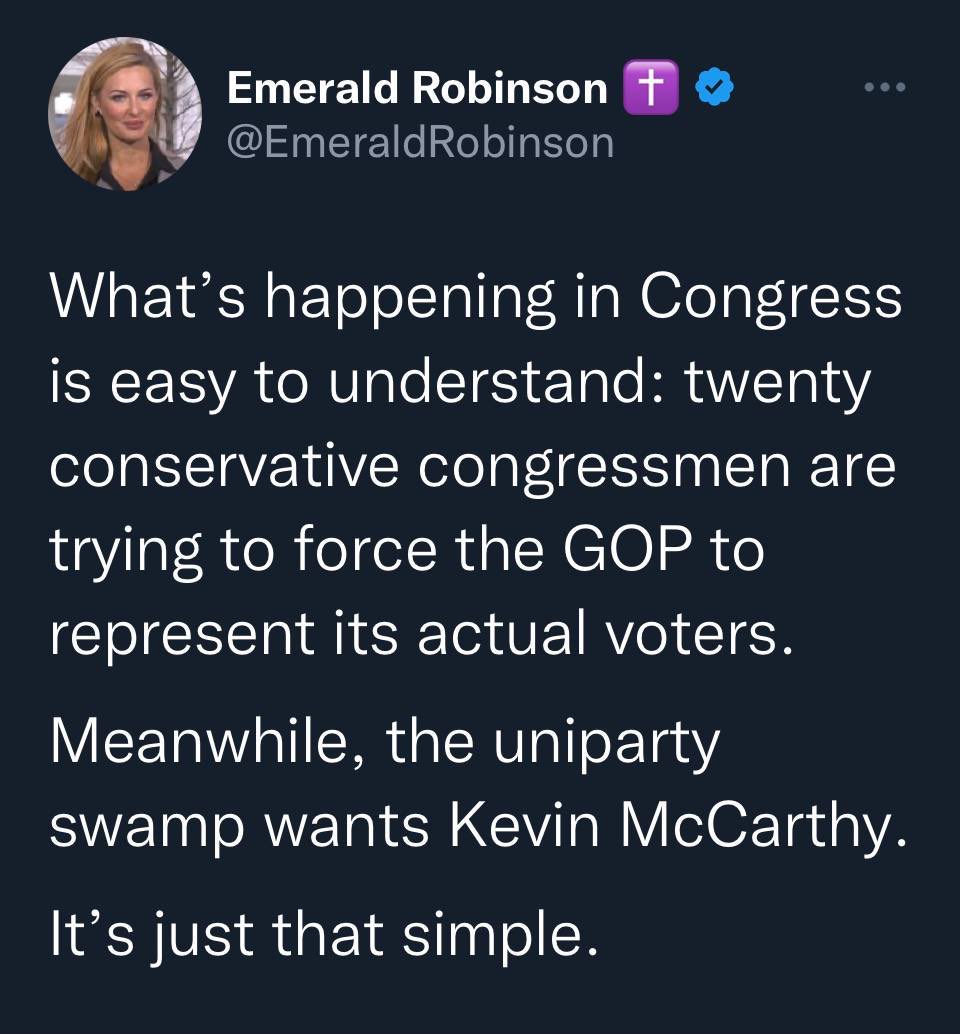 Emerald Robinson ✝️
@EmeraldRobinson
What’s happening in Congress
is easy to understand: twenty
conservative congressmen are
trying to force the GOP to
represent its actual voters.
Meanwhile, the uniparty
swamp wants Kevin McCarthy.
It’s just that simple.